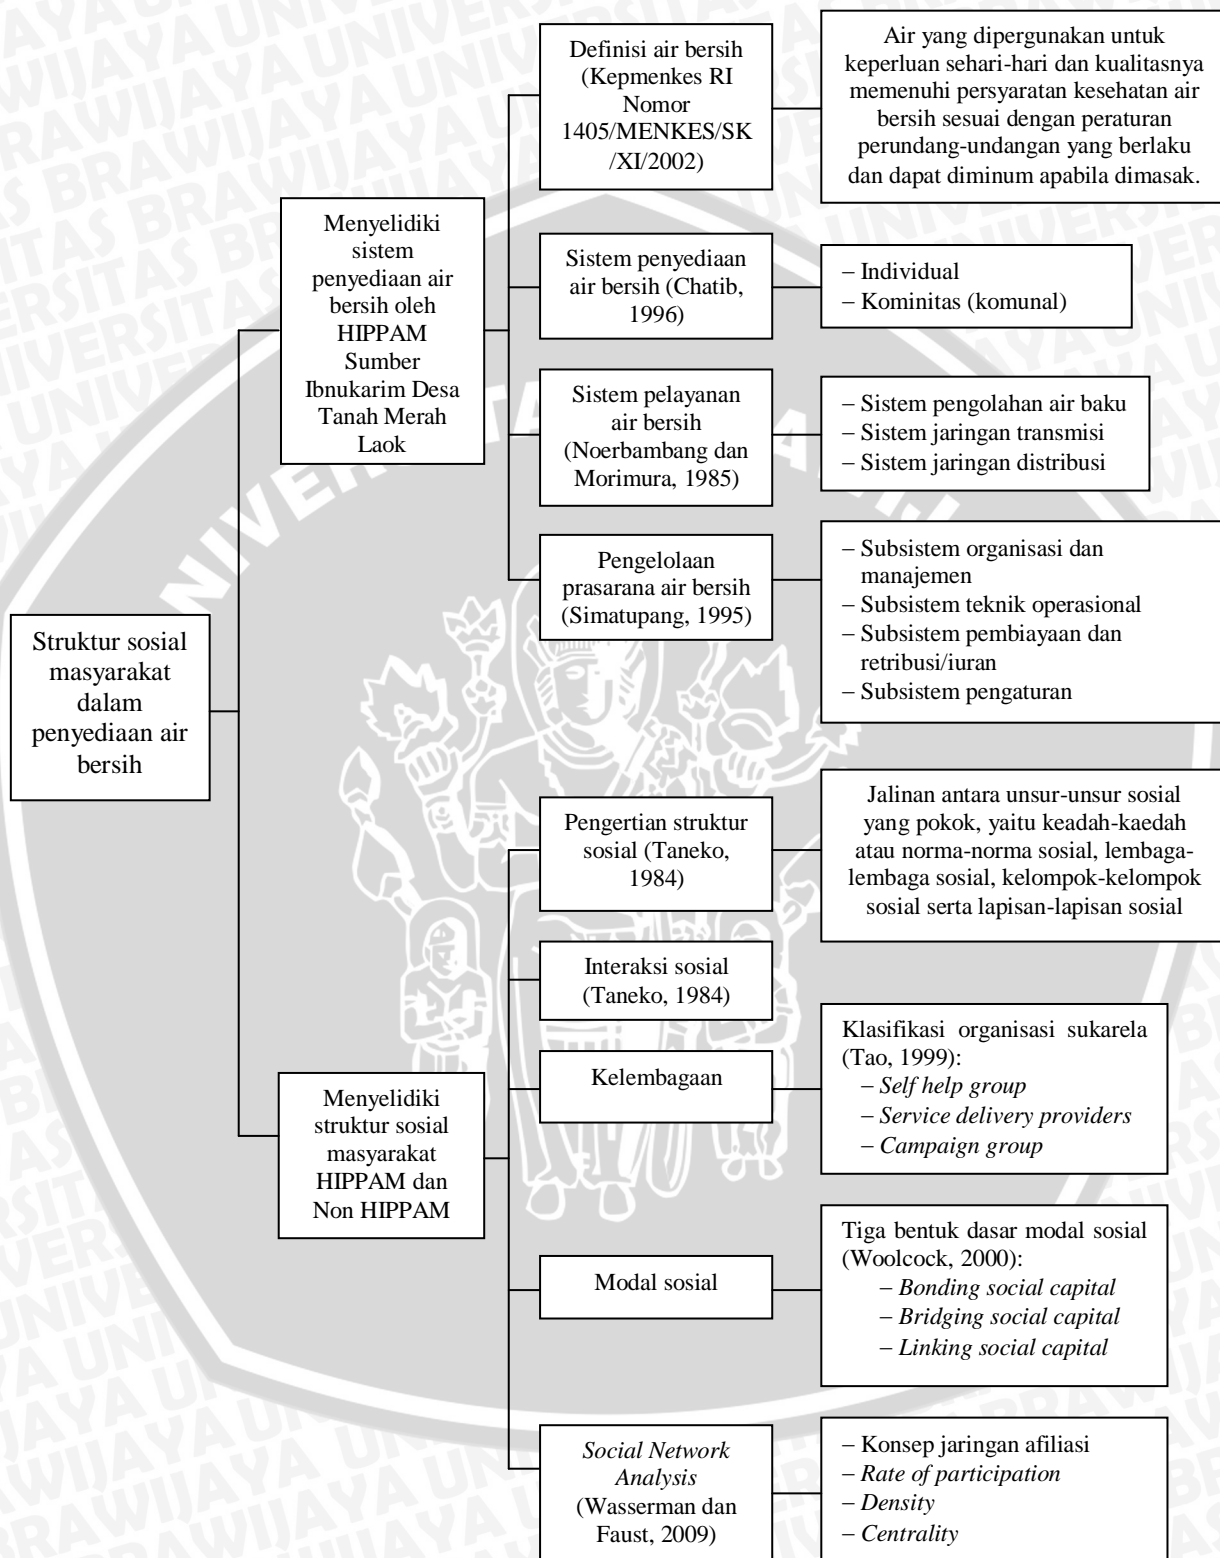 Struktur sosial
masyarakat
dalam
penyediaan air
bersih
Menyelidiki
sistem
penyediaan air
bersih oleh
HIPPAM
Sumber
Ibnukarim Desa
Tanah Merah
Laok
Definisi air bersih
(Kepmenkes RI
Nomor
1405/MENKES/SK
/XI/2002)
Air yang dipergunakan untuk
keperluan sehari-hari dan kualitasnya
memenuhi persyaratan kesehatan air
bersih sesuai dengan peraturan
perundang-undangan yang berlaku
dan dapat diminum apabila dimasak.
Sistem penyediaan
air bersih (Chatib,
1996)
– Individual
– Kominitas (komunal)
Sistem pelayanan
air bersih
(Noerbambang dan
Morimura, 1985)
– Sistem pengolahan air baku
– Sistem jaringan transmisi
– Sistem jaringan distribusi
Pengelolaan
prasarana air bersih
(Simatupang, 1995)
– Subsistem organisasi dan
manajemen
– Subsistem teknik operasional
– Subsistem pembiayaan dan
retribusi/iuran
– Subsistem pengaturan
Menyelidiki
struktur sosial
masyarakat
HIPPAM dan
Non HIPPAM
Pengertian struktur
sosial (Taneko,
1984)
Jalinan antara unsur-unsur sosial
yang pokok, yaitu keadah-kaedah
atau norma-norma sosial, lembaga-
lembaga sosial, kelompok-kelompok
sosial serta lapisan-lapisan sosial
Interaksi sosial
(Taneko, 1984)
Kelembagaan
Klasifikasi organisasi sukarela
(Tao, 1999):
– Self help group
– Service delivery providers
– Campaign group
Modal sosial
Tiga bentuk dasar modal sosial
(Woolcock, 2000):
– Bonding social capital
– Bridging social capital
– Linking social capital
Social Network
Analysis
(Wasserman dan
Faust, 2009)
– Konsep jaringan afiliasi
– Rate of participation
– Density
– Centrality